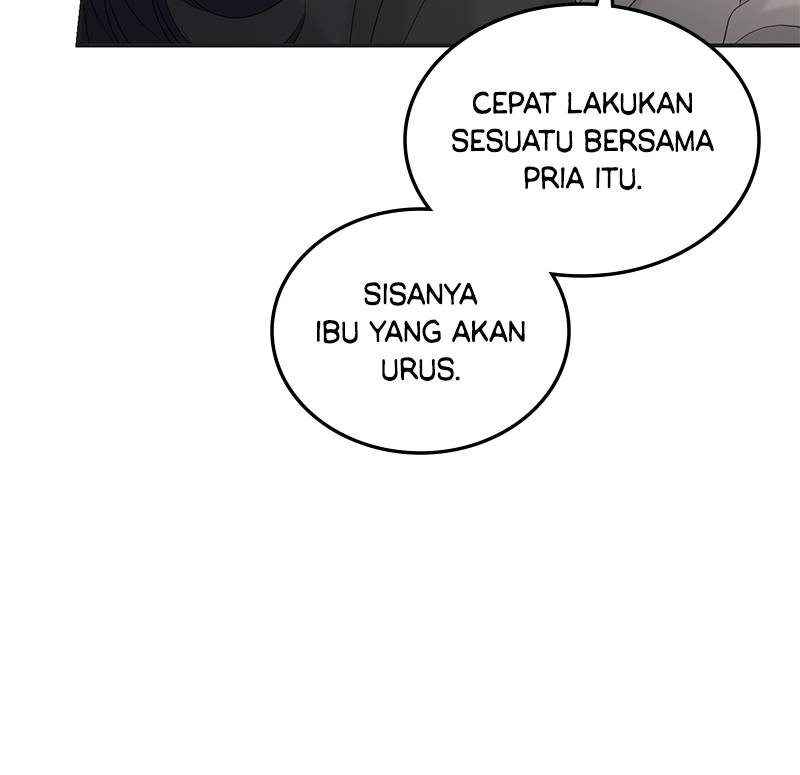 CEPAT LAKUKAN
SESUATU BERSAMA
PRIA ITU.
SISANYA
IBU YANG AKAN
URUS.